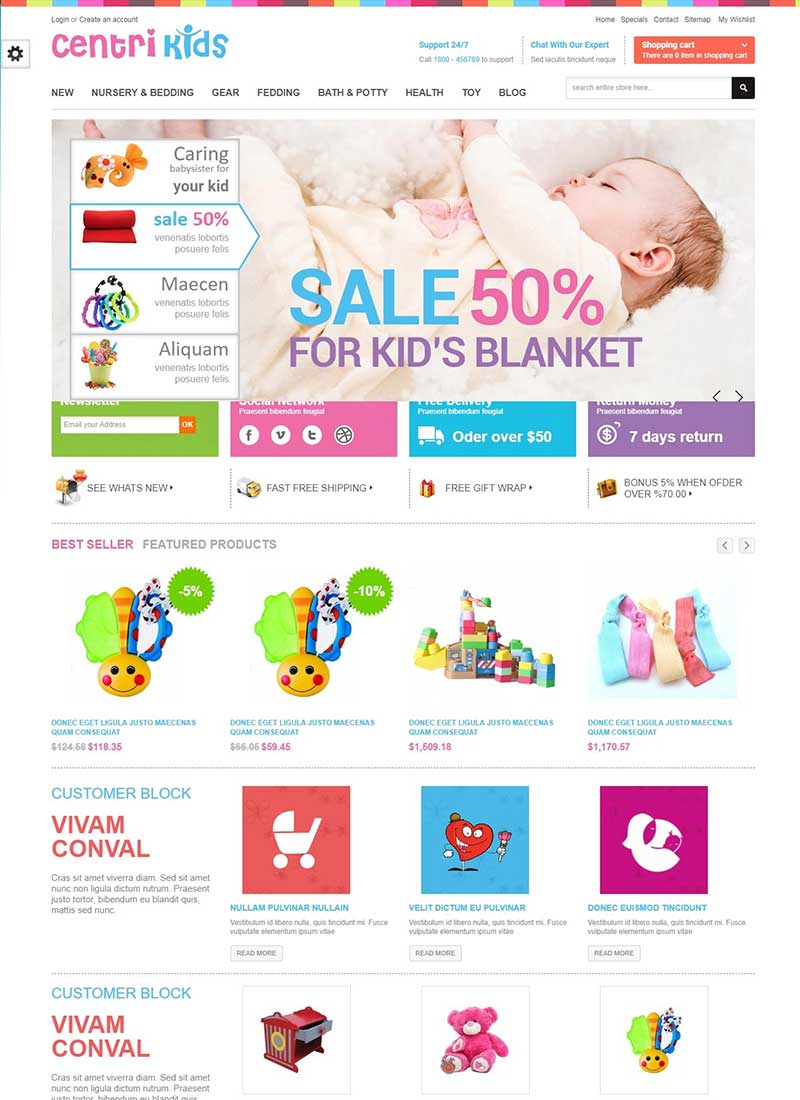 Login or Create an account
Home Specials Contact Sitemap My Wishlist
centri kids
Support 24/7
Call 1800 - 456789 to support
Chat With Our Expert
Sed iaculis tincidunt neque
Shopping cart
There are 0 item in shopping cart
NEW NURSERY & BEDDING GEAR FEDDING BATH & POTTY HEALTH TOY BLOG
search entire store here...
Caring
babysister for
your kid
sale 50%
venenatis lobortis
posuere felis
Maecen
venenatis lobortis
posuere felis
Aliquam
venenatis lobortis
posuere felis
SALE 50%
FOR KID'S BLANKET
Newsletter
Email your Address
OK
Social Network
Praesent bibendum feugiat
Free Delivery
Praesent bibendum feugiat
Oder over $50
Return Money
Praesent bibendum feugiat
7 days return
SEE WHATS NEW
FAST FREE SHIPPING
FREE GIFT WRAP
BONUS 5% WHEN OFDER
OVER %70.00
BEST SELLER FEATURED PRODUCTS
-5%
-10%
DONEC EGET LIGULA JUSTO MAECENAS
QUAM CONSEQUAT
$124.58 $118.35
DONEC EGET LIGULA JUSTO MAECENAS
QUAM CONSEQUAT
$66.05 $59.45
DONEC EGET LIGULA JUSTO MAECENAS
QUAM CONSEQUAT
$1,509.18
DONEC EGET LIGULA JUSTO MAECENAS
QUAM CONSEQUAT
$1,170.57
CUSTOMER BLOCK
VIVAM
CONVAL
Cras sit amet viverra diam. Sed sit amet
nunc non ligula dictum rutrum. Praesent
justo tortor, bibendum eu blandit quis,
mattis sed nunc.
NULLAM PULVINAR NULLAIN
Vestibulum id libero nulla, quis tincidunt mi. Fusce
vulputate elementum ipsum vitae
READ MORE
VELIT DICTUM EU PULVINAR
Vestibulum id libero nulla, quis tincidunt mi. Fusce
vulputate elementum ipsum vitae
READ MORE
DONEC EUISMOD TINCIDUNT
Vestibulum id libero nulla, quis tincidunt mi. Fusce
vulputate elementum ipsum vitae
READ MORE
CUSTOMER BLOCK
VIVAM
CONVAL
Cras sit amet viverra diam. Sed sit amet
nunc non ligula dictum rutrum. Praesent
justo tortor, bibendum eu blandit quis,